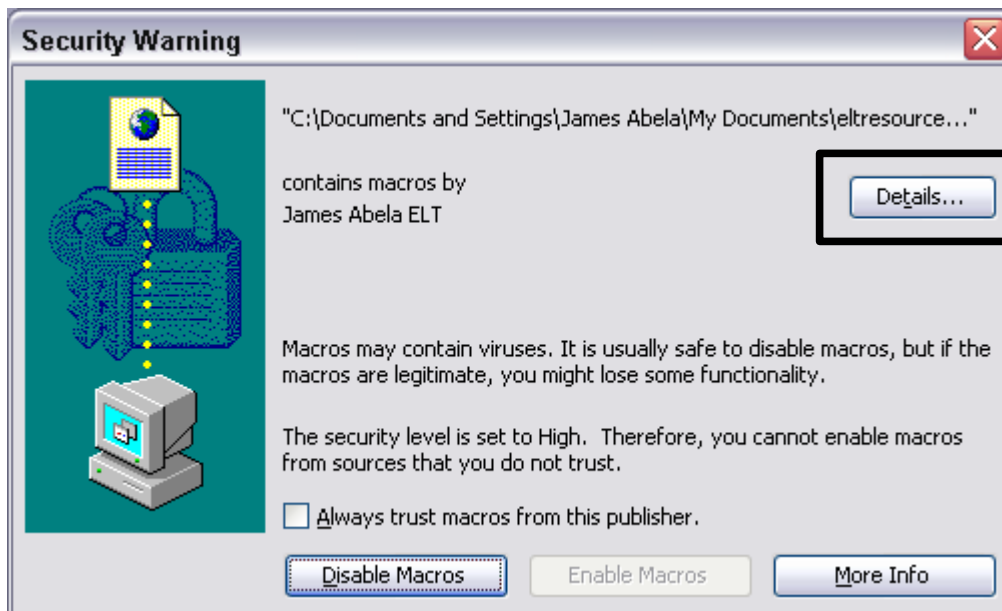 Security Warning
"C:\Documents and Settings\James Abela\My Documents\eltresource..."
contains macros by
James Abela ELT
Details...
Macros may contain viruses. It is usually safe to disable macros, but if the
macros are legitimate, you might lose some functionality.
The security level is set to High.  Therefore, you cannot enable macros
from sources that you do not trust.
Always trust macros from this publisher.
Disable Macros
Enable Macros
More Info